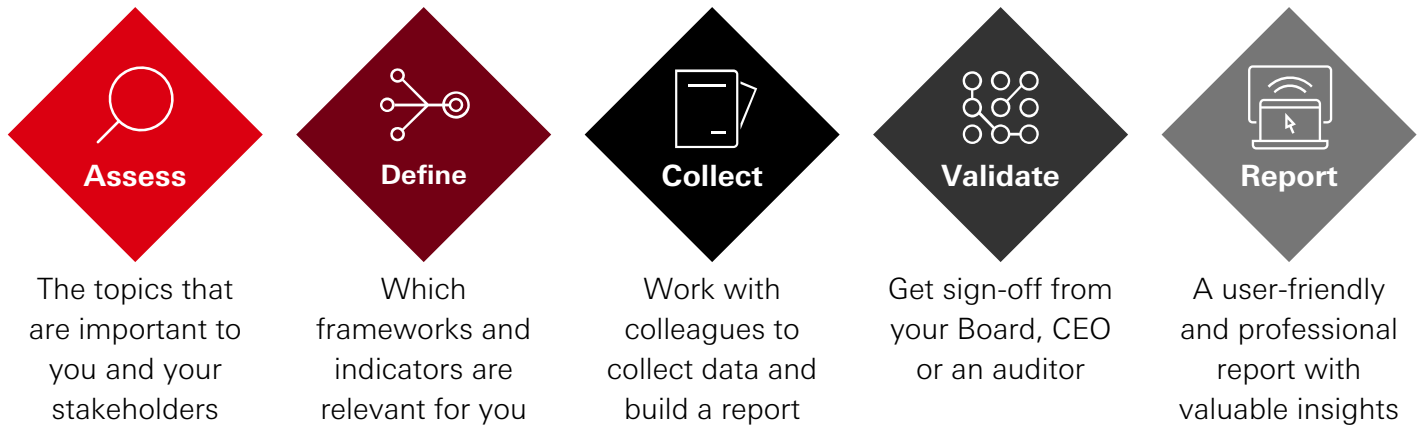 Assess
The topics that
are important to
you and your
stakeholders
Define
Which
frameworks and
indicators are
relevant for you
Collect
Work with
colleagues to
collect data and
build a report
Validate
Get sign-off from
your Board, CEO
or an auditor
Report
A user-friendly
and professional
report with
valuable insights